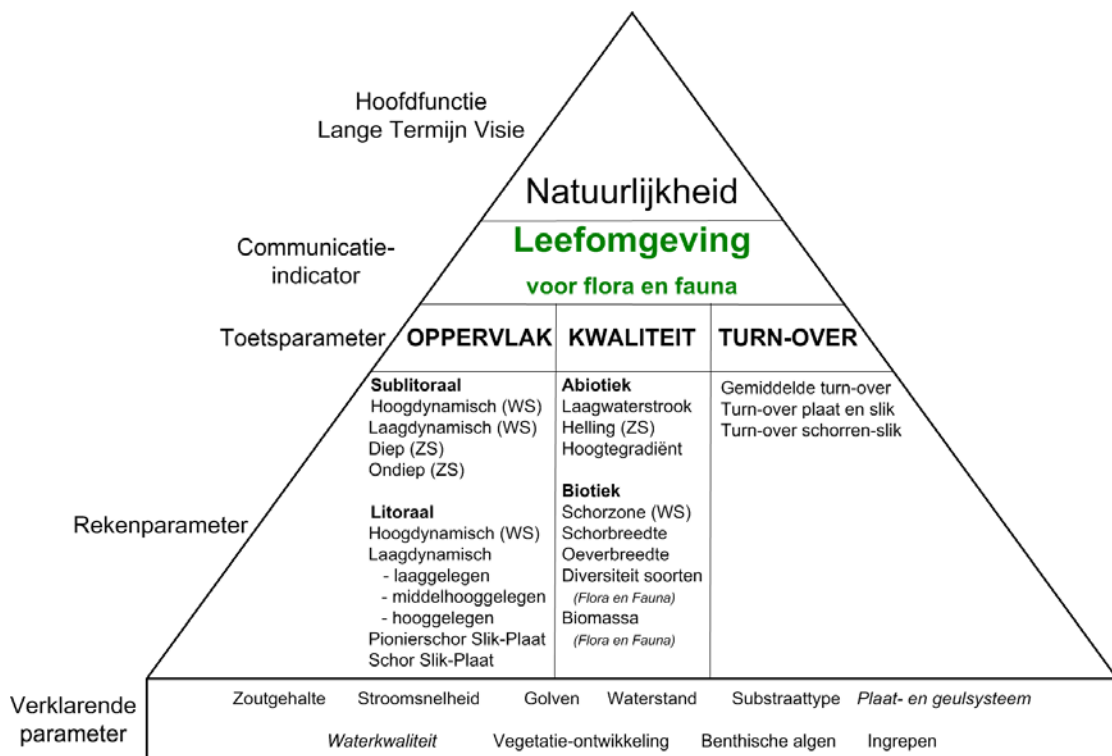 Hoofdfunctie
Lange Termijn Visie
Natuurlijkheid
Communicatie-
indicator
Leefomgeving
voor flora en fauna
Toetsparameter
OPPERVLAK
KWALITEIT
TURN-OVER
Rekenparameter
Sublitoraal
Hoogdynamisch (WS)
Laagdynamisch (WS)
Diep (ZS)
Ondiep (ZS)
Litoraal
Hoogdynamisch (WS)
Laagdynamisch
- laaggelegen
- middelhooggelegen
- hooggelegen
Pionierschor Slik-Plaat
Schor Slik-Plaat
Abiotiek
Laagwaterstrook
Helling (ZS)
Hoogtegradiënt
Biotiek
Schorzone (WS)
Schorbreedte
Oeverbreedte
Diversiteit soorten
(Flora en Fauna)
Biomassa
(Flora en Fauna)
Gemiddelde turn-over
Turn-over plaat en slik
Turn-over schorren-slik
Verklarende
parameter
Zoutgehalte Stroomsnelheid Golven Waterstand Substraattype Plaat- en geulsysteem
Waterkwaliteit Vegetatie-ontwikkeling Benthische algen Ingrepen